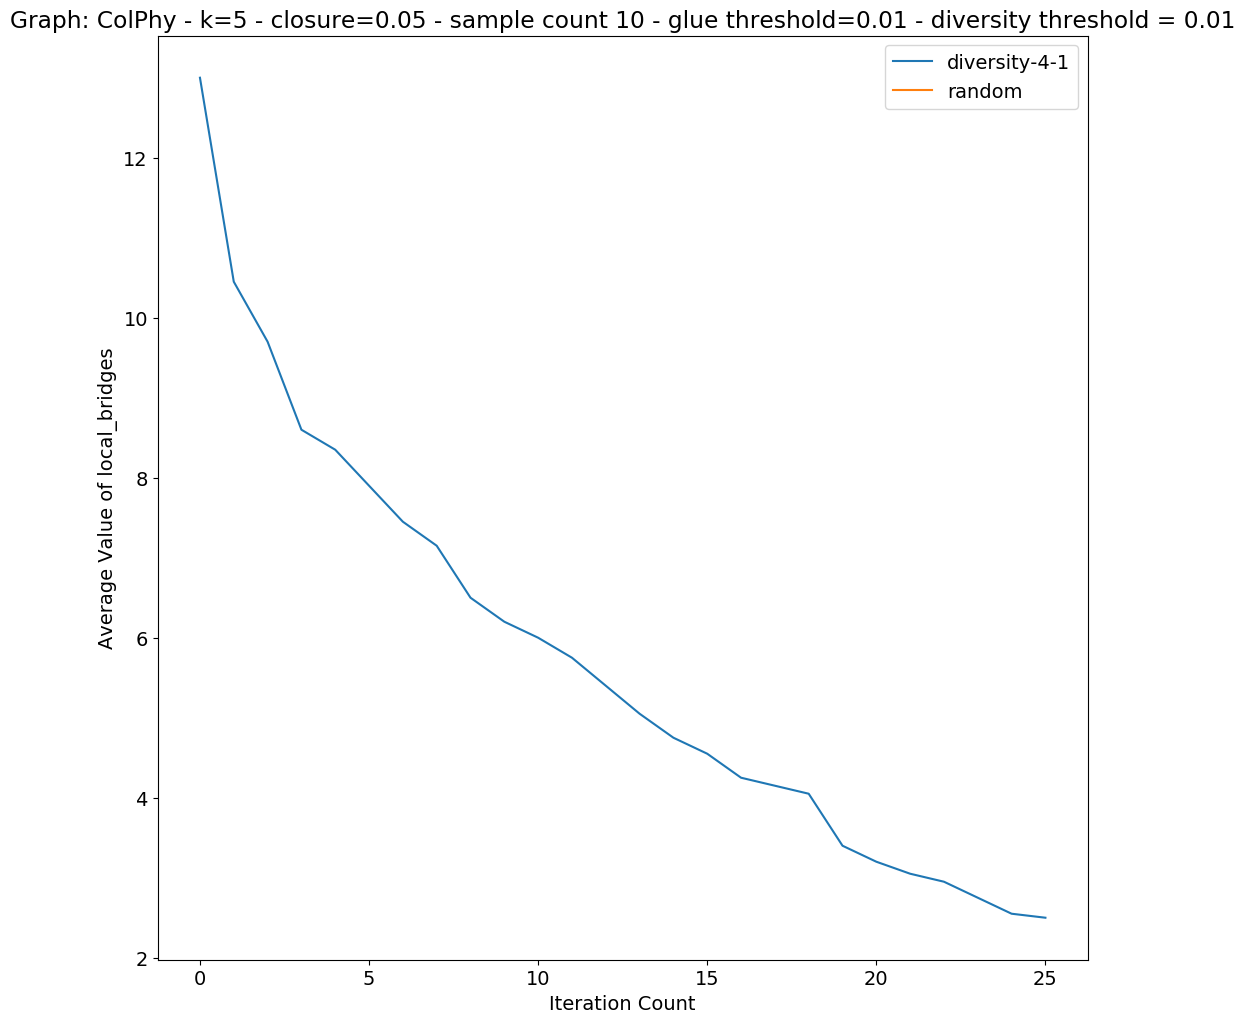 Graph: ColPhy - k=5 - closure=0.05 - sample count 10 - glue threshold=0.01 - diversity threshold = 0.01
diversity-4-1
random
12
10
8
6
4
2
Average Value of local_bridges
0 5 10 15 20 25
Iteration Count